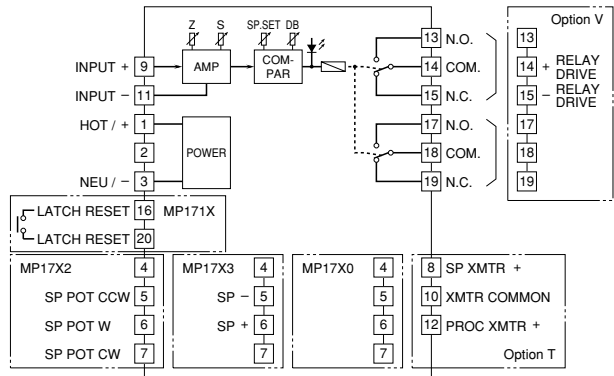 Z S SP.SET DB
INPUT + 9 AMP COM-PAR
INPUT − 11
HOT / + 1
2 POWER
NEU / − 3
13 N.O.
14 COM.
15 N.C.
17 N.O.
18 COM.
19 N.C.
Option V
13
14 + RELAY DRIVE
15 − RELAY DRIVE
17
18
19
LATCH RESET 16 MP171X
LATCH RESET 20
MP17X2 4
SP POT CCW 5
SP POT W 6
SP POT CW 7
MP17X3 4
SP − 5
SP + 6
7
MP17X0 4
5
6
7
8 SP XMTR +
10 XMTR COMMON
12 PROC XMTR +
Option T